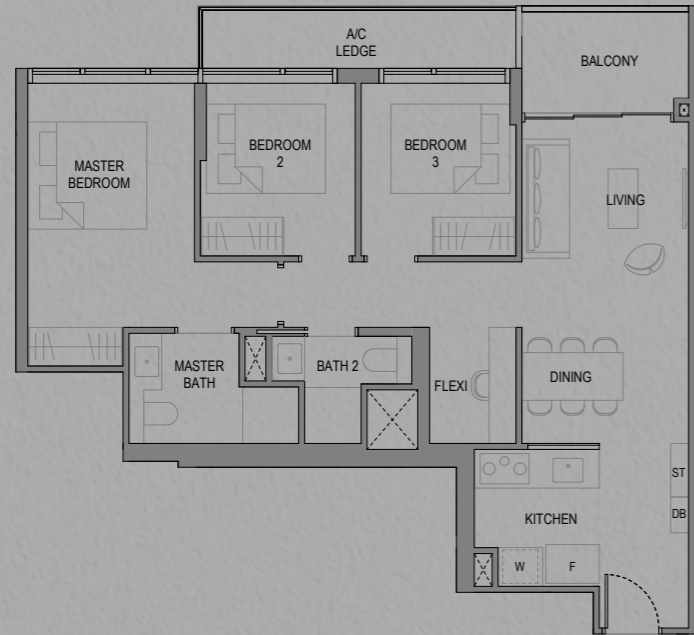 A/C
LEDGE
BALCONY
MASTER
BEDROOM
BEDROOM
2
BEDROOM
3
LIVING
MASTER
BATH
BATH 2
FLEXI
DINING
ST
DB
KITCHEN
W
F